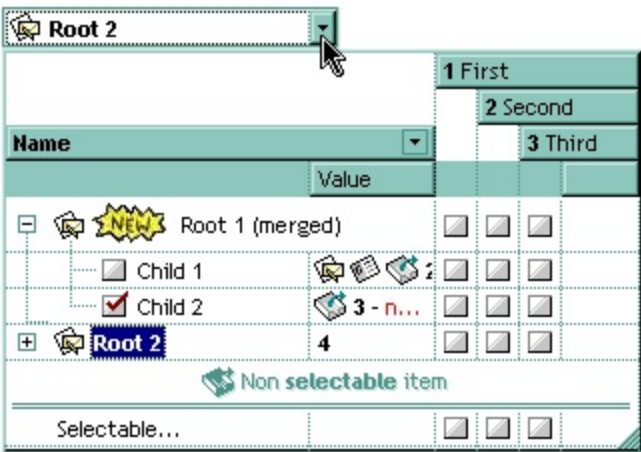 Root 2
1 First
2 Second
Name 3 Third
Value
NEW Root 1 (merged)
Child 1
Child 2 3 - n...
Root 2 4
Non selectable item
Selectable...